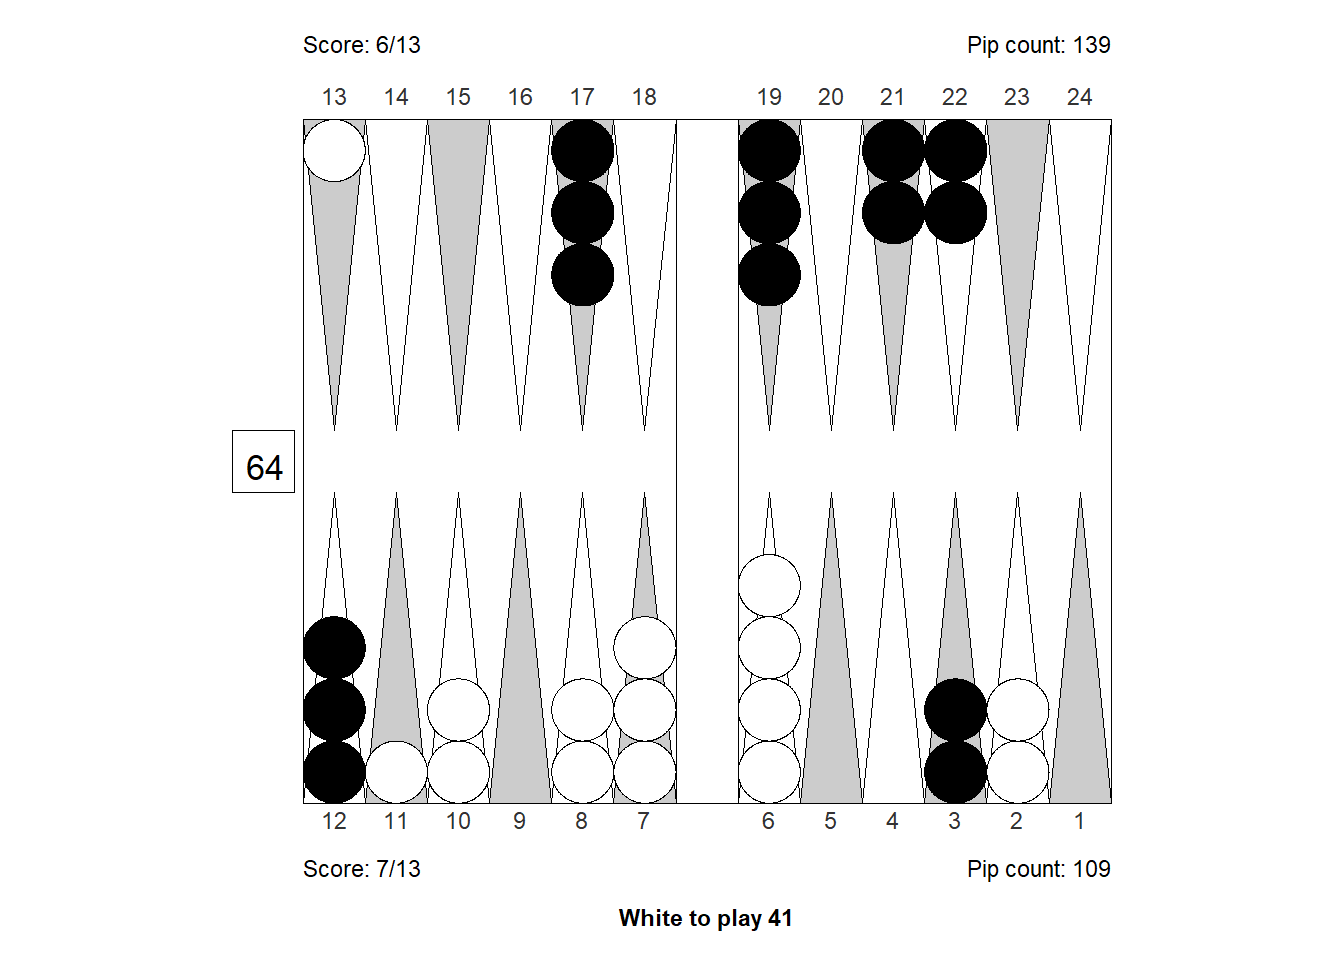 Score: 6/13 Pip count: 139
13 14 15 16 17 18 19 20 21 22 23 24
64
12 11 10 9 8 7 6 5 4 3 2 1
Score: 7/13 Pip count: 109
White to play 41